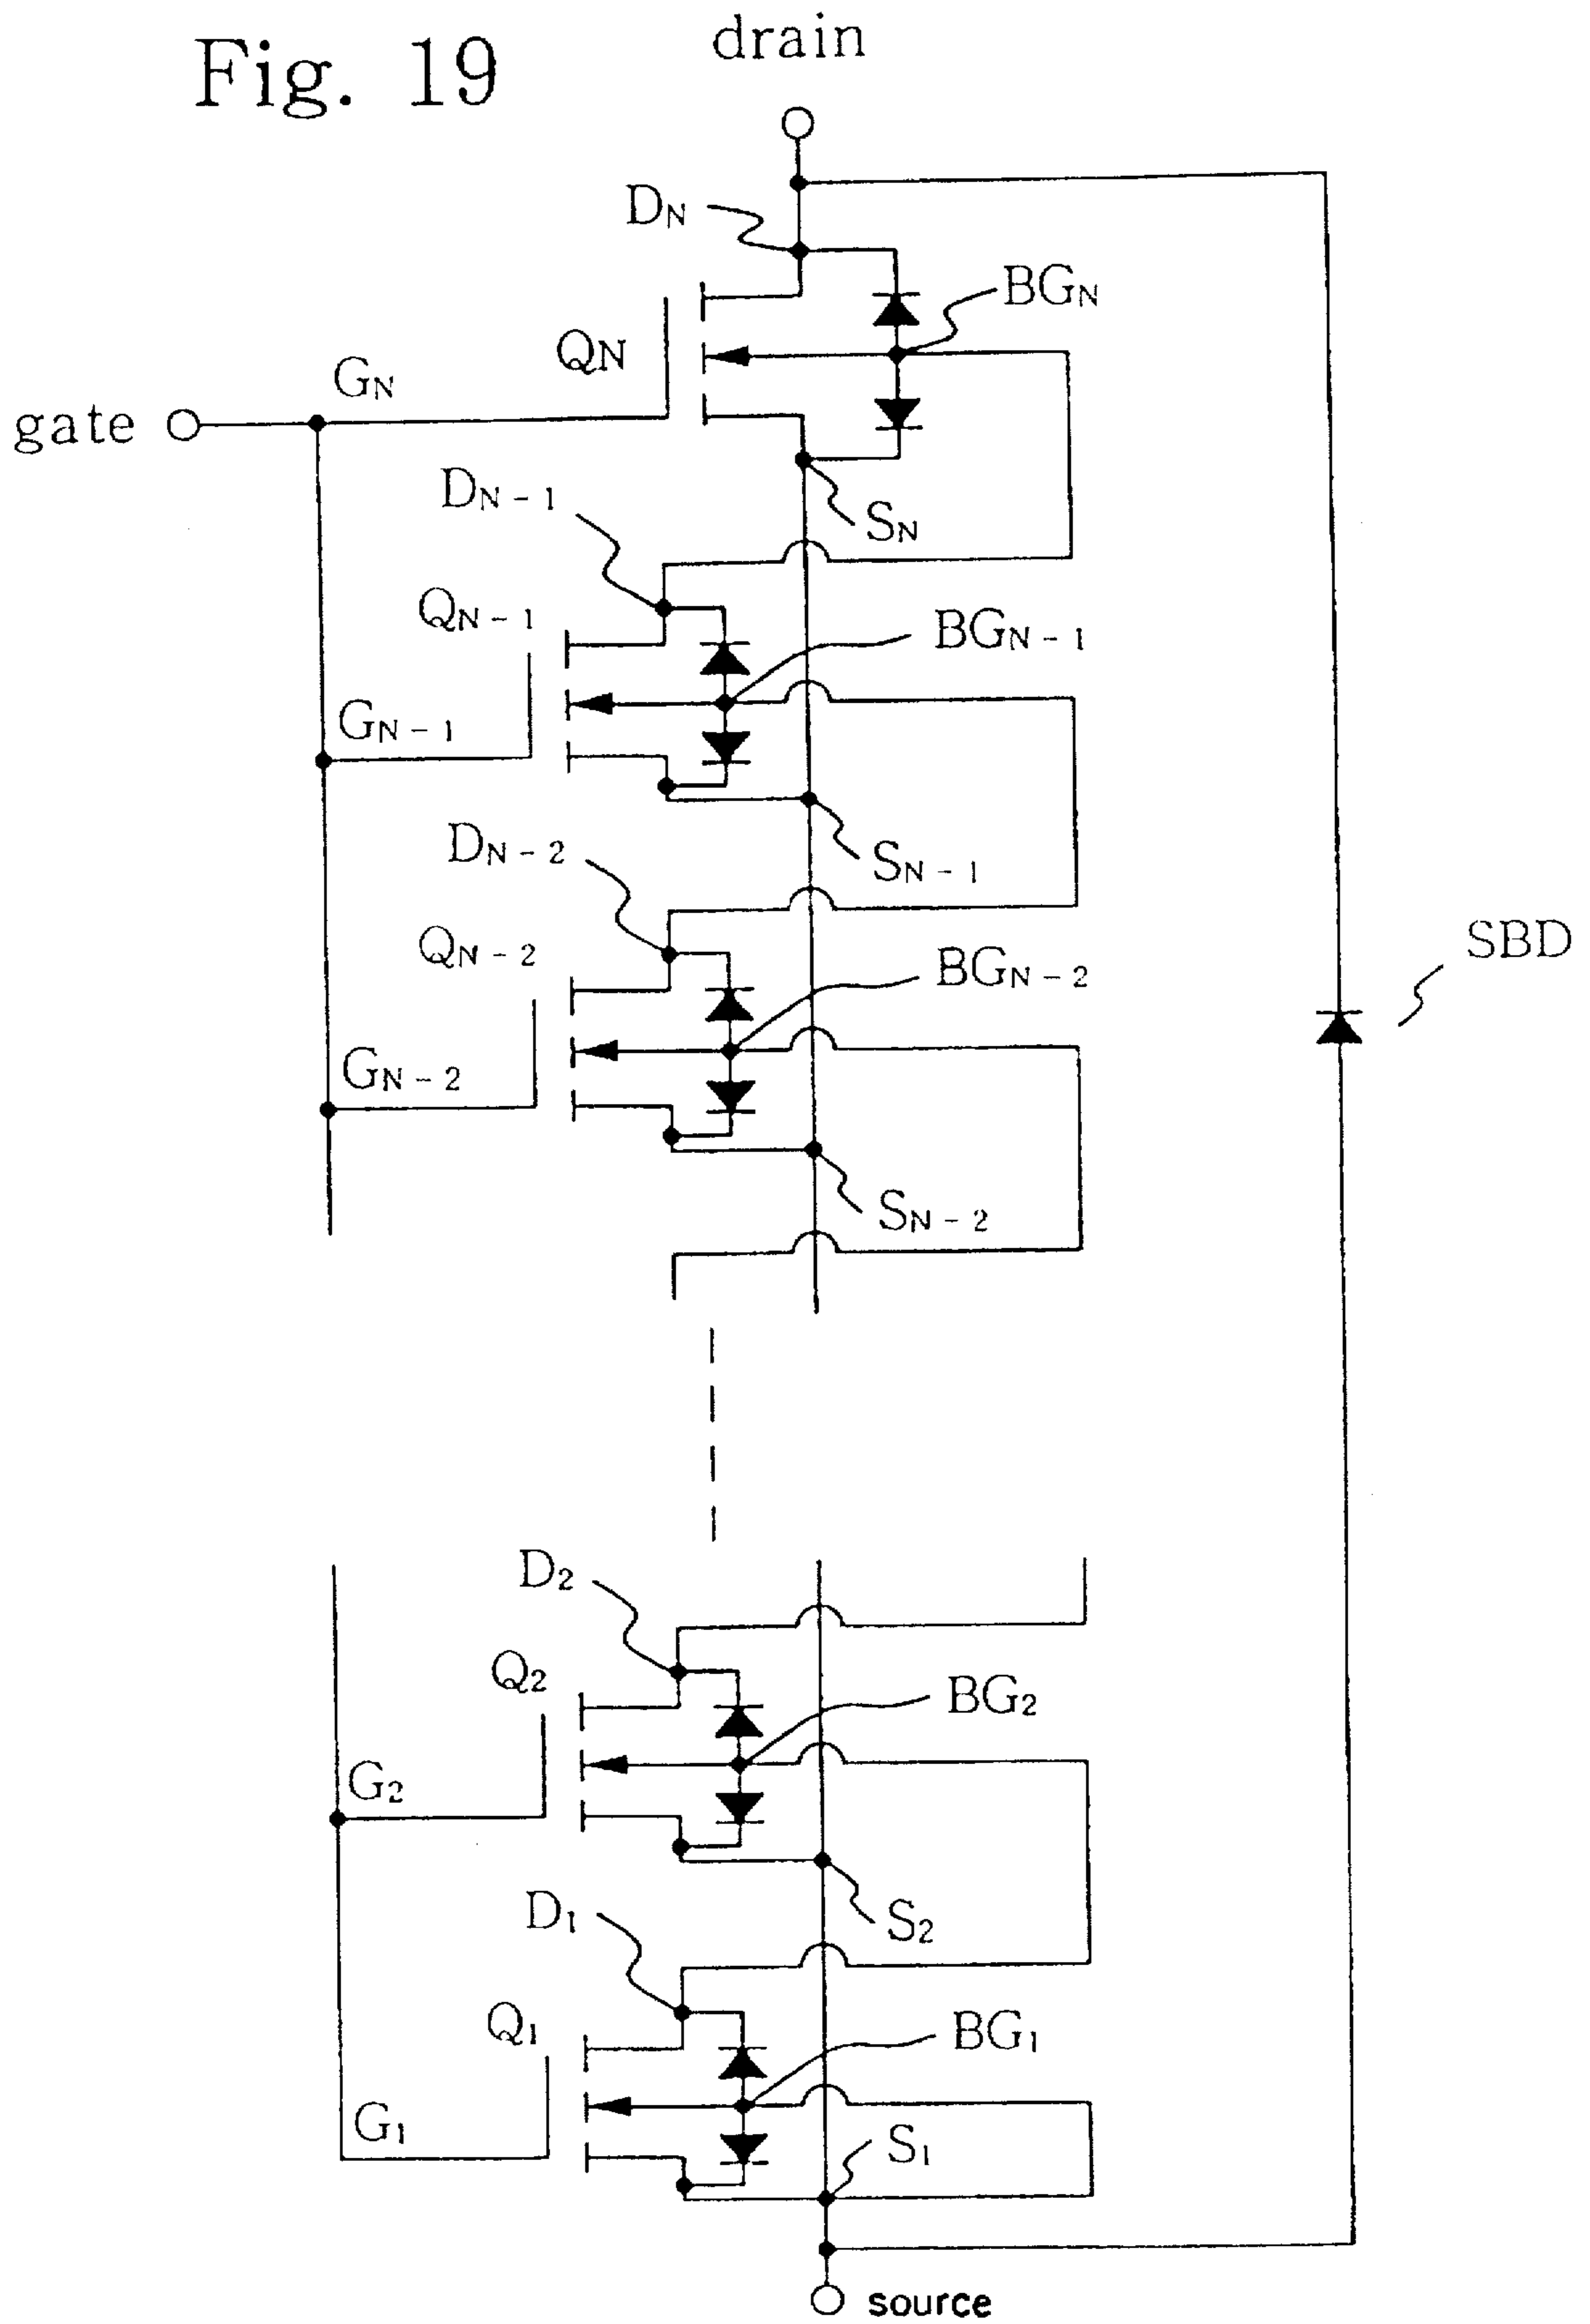 Fig. 19
drain
DN
BGN
QN
GN
gate
DN-1
SN
QN-1
BGN-1
GN-1
DN-2
SN-1
QN-2
SBD
BGN-2
GN-2
SN-2
D2
Q2
BG2
G2
D1
S2
Q1
BG1
G1
S1
source